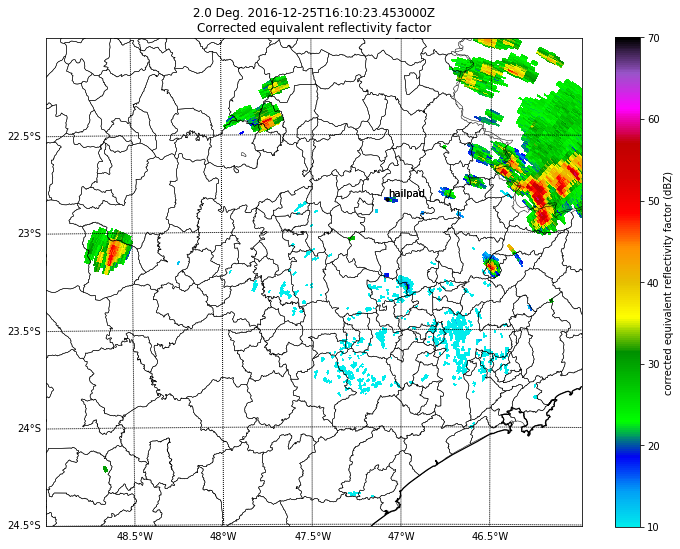 2.0 Deg. 2016-12-25T16:10:23.453000Z
Corrected equivalent reflectivity factor
70
60
50
40
30
20
10
corrected equivalent reflectivity factor (dBZ)
22.5°S
23°S
23.5°S
24°S
24.5°S
hailpad
48.5°W
48°W
47.5°W
47°W
46.5°W